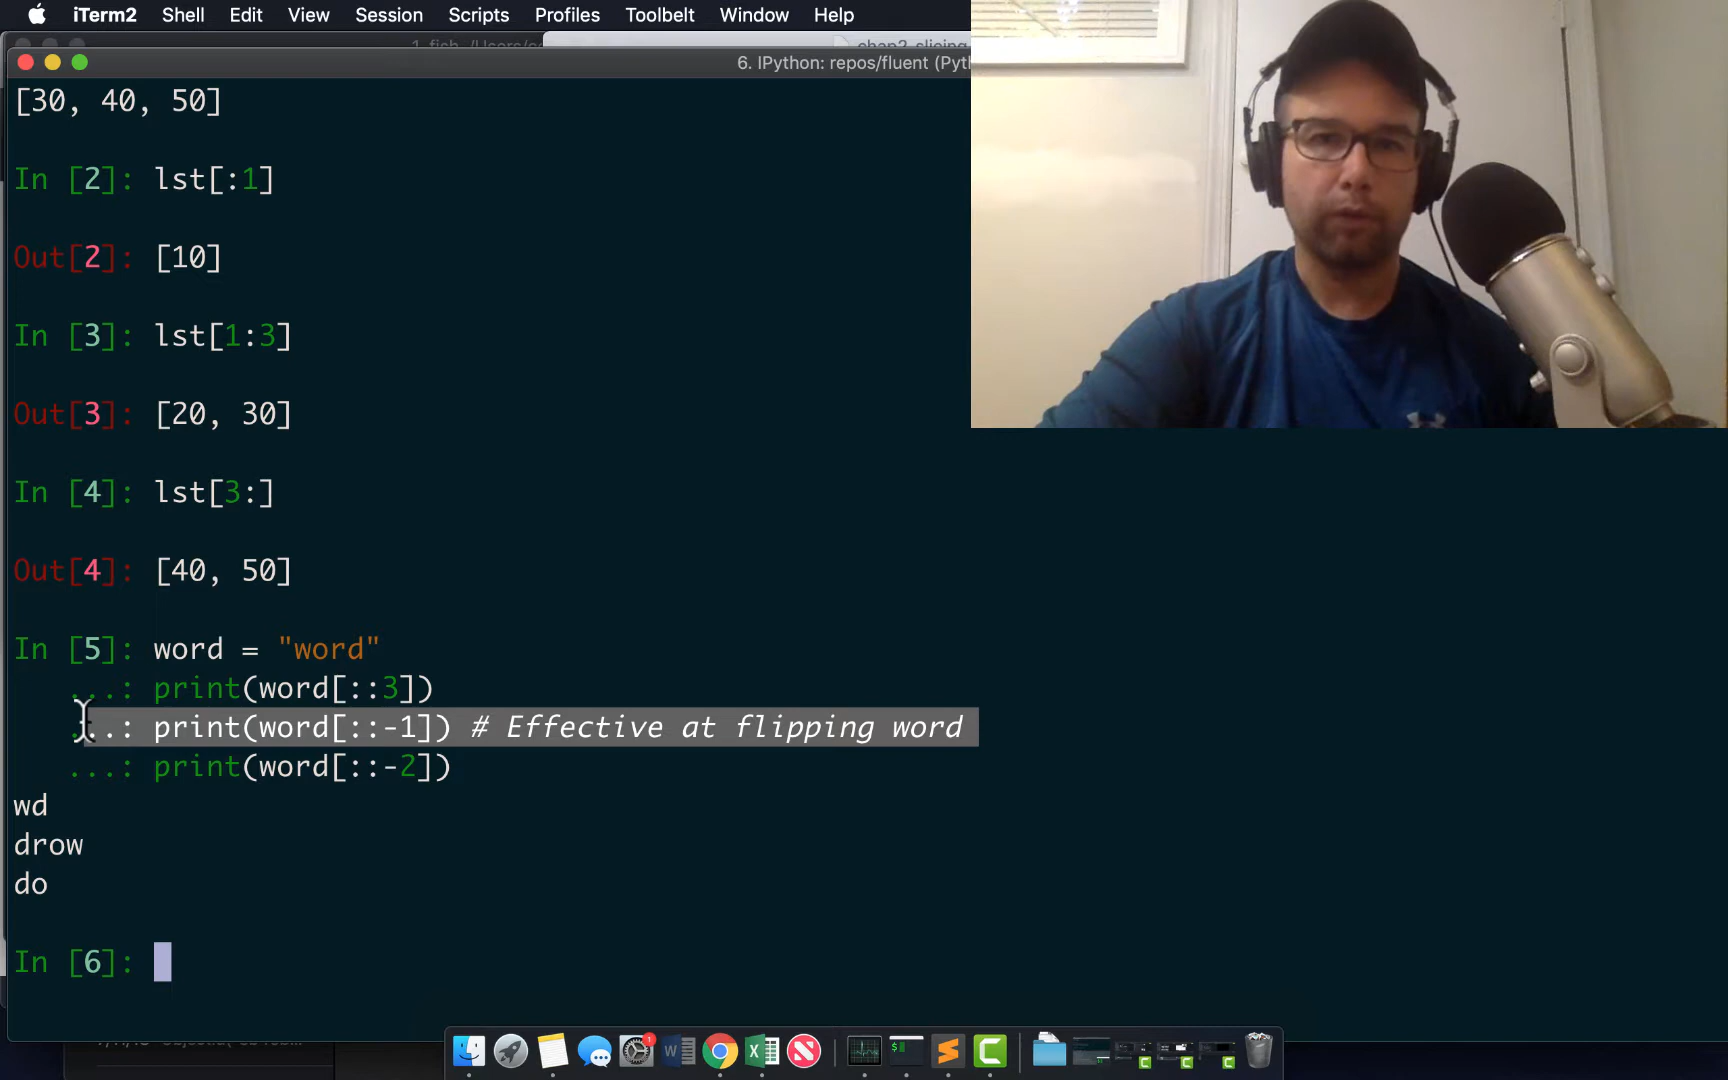 iTerm2 Shell Edit View Session Scripts Profiles Toolbelt Window Help
6. IPython: repos/fluent (Pyth
[30, 40, 50]
In [2]: lst[:1]
Out[2]: [10]
In [3]: lst[1:3]
Out[3]: [20, 30]
In [4]: lst[3:]
Out[4]: [40, 50]
In [5]: word = "word"
...: print(word[::3])
...: print(word[::-1]) # Effective at flipping word
...: print(word[::-2])
wd
drow
do
In [6]: